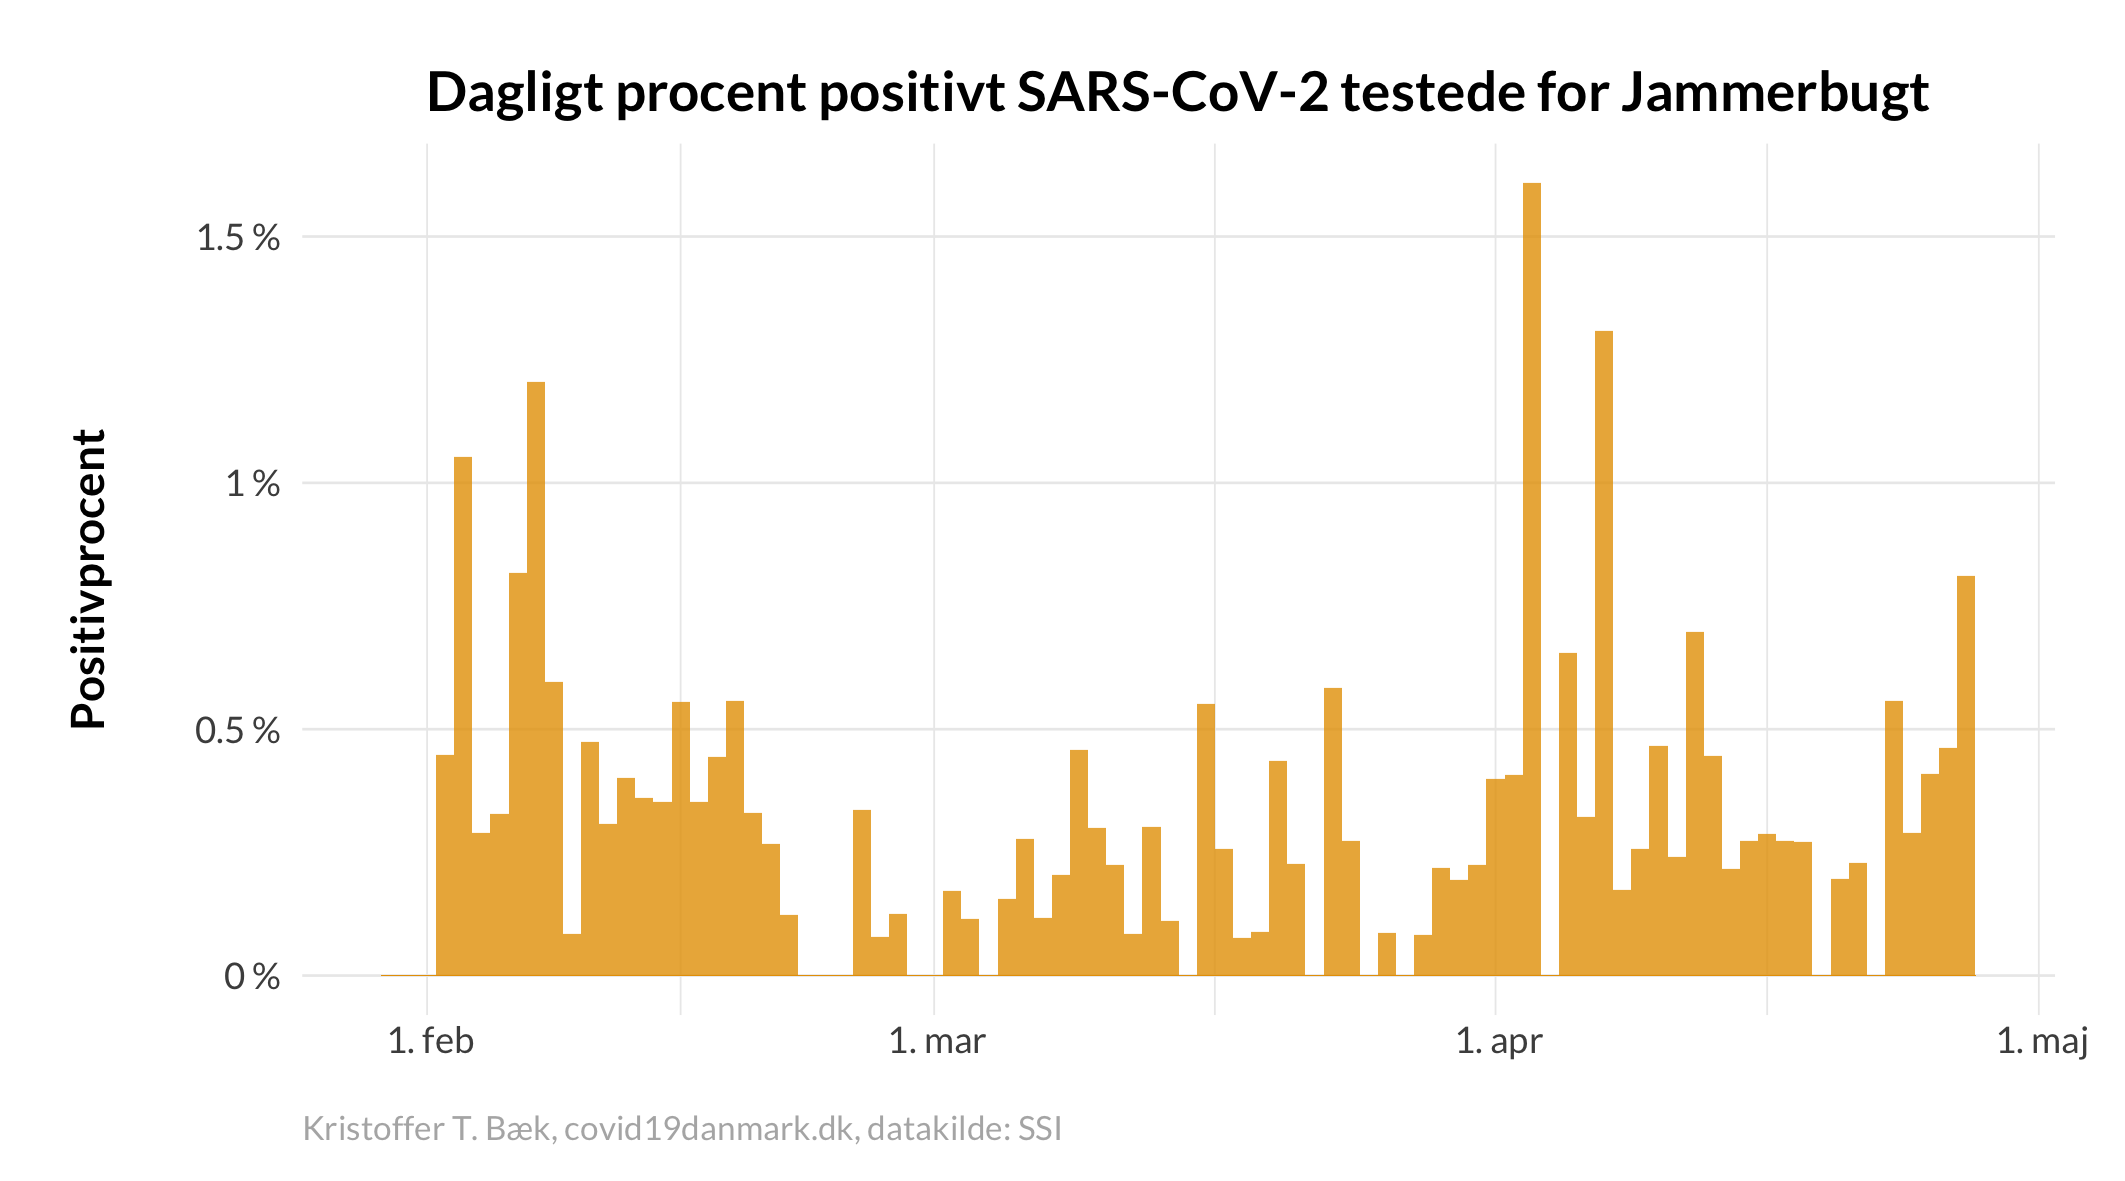 Dagligt procent positivt SARS-CoV-2 testede for Jammerbugt
Positivprocent
1.5 %
1 %
0.5 %
0 %
1. feb
1. mar
1. apr
1. maj
Kristoffer T. Bæk, covid19danmark.dk, datakilde: SSI